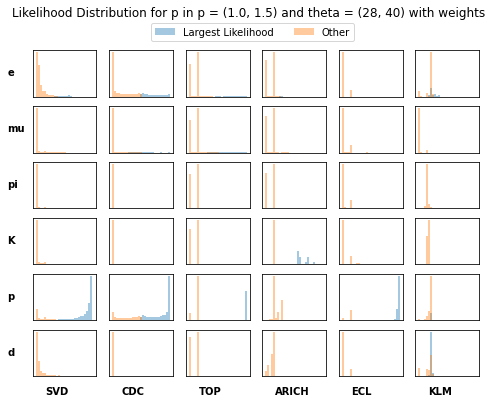 Likelihood Distribution for p in p = (1.0, 1.5) and theta = (28, 40) with weights
Largest Likelihood Other
e
mu
pi
K
p
d
SVD CDC TOP ARICH ECL KLM